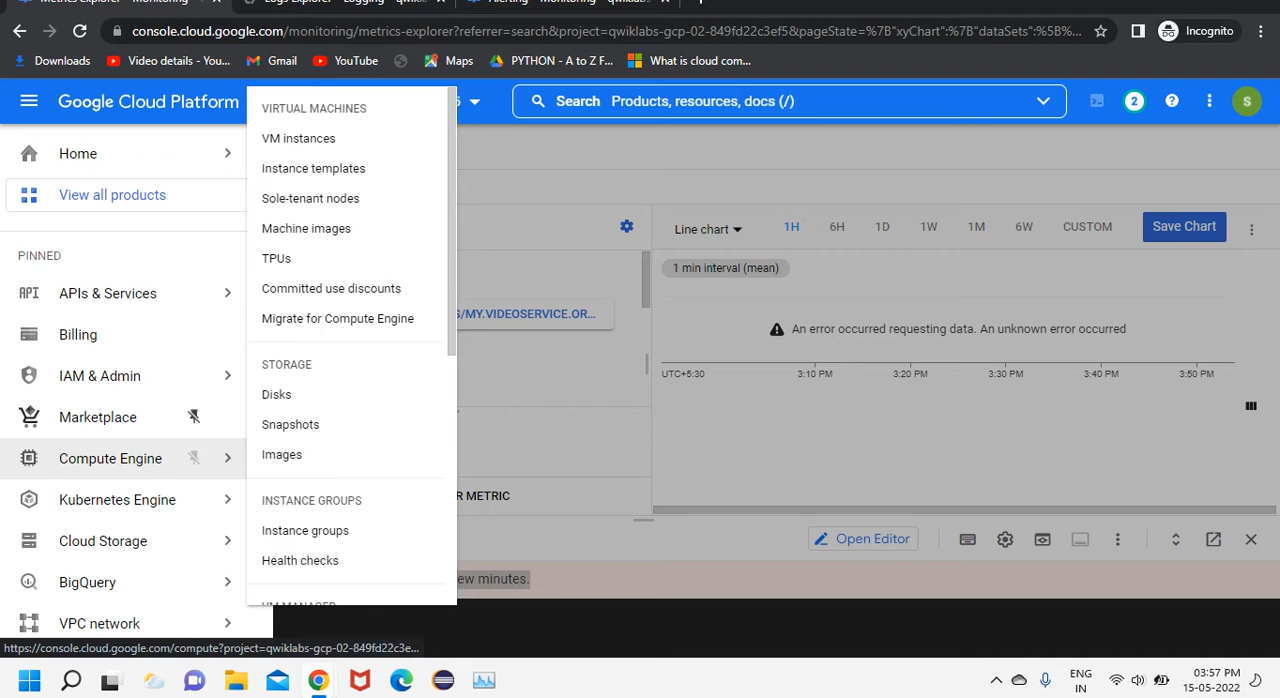 console.cloud.google.com/monitoring/metrics-explorer?referrer=search&project=qwiklabs-gcp-02-849fd22c3ef5&pageState=%7B"xyChart":%7B"dataSets":%5B%...
Incognito
Downloads
Video details - You...
Gmail
YouTube
Maps
PYTHON - A to Z F...
What is cloud com...
Google Cloud Platform
Search Products, resources, docs (/)
2
S
Home
View all products
PINNED
APIs & Services
Billing
IAM & Admin
Marketplace
Compute Engine
Kubernetes Engine
Cloud Storage
BigQuery
VPC network
VIRTUAL MACHINES
VM instances
Instance templates
Sole-tenant nodes
Machine images
TPUs
Committed use discounts
Migrate for Compute Engine
STORAGE
Disks
Snapshots
Images
INSTANCE GROUPS
Instance groups
Health checks
S/MY.VIDEOSERVICE.OR...
R METRIC
Line chart
1H 6H 1D 1W 1M 6W CUSTOM
Save Chart
1 min interval (mean)
An error occurred requesting data. An unknown error occurred
UTC+5:30 3:10 PM 3:20 PM 3:30 PM 3:40 PM 3:50 PM
Open Editor
ew minutes.
https://console.cloud.google.com/compute?project=qwiklabs-gcp-02-849fd22c3e...
ENG
IN
03:57 PM
15-05-2022